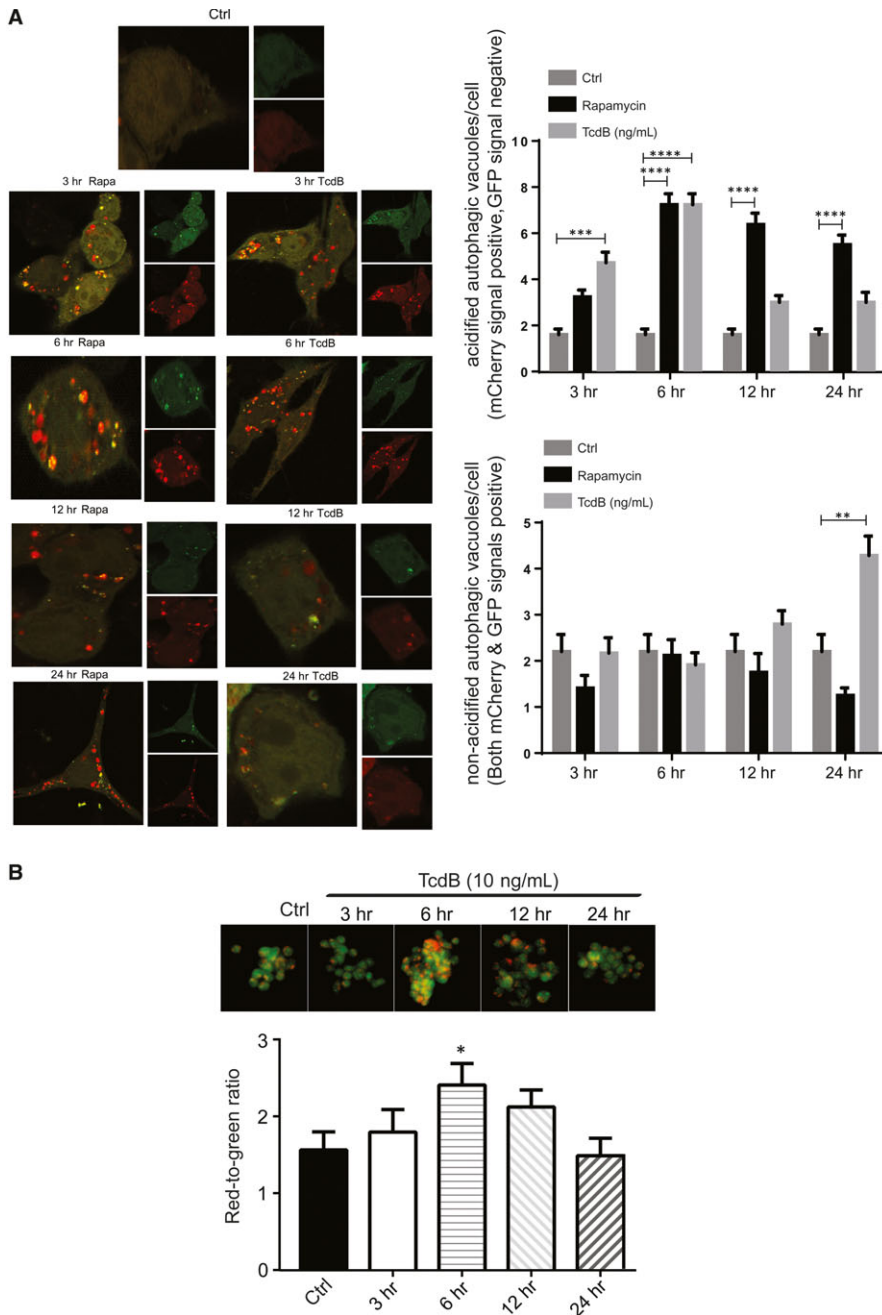 A
Ctrl
3 hr Rapa
3 hr TcdB
6 hr Rapa
6 hr TcdB
12 hr Rapa
12 hr TcdB
24 hr Rapa
24 hr TcdB
acidified autophagic vacuoles/cell
(mCherry signal positive,GFP signal negative)
Ctrl
Rapamycin
TcdB (ng/mL)
10
8
6
4
2
0
***
****
****
****
****
3 hr
6 hr
12 hr
24 hr
non-acidified autophagic vacuoles/cell
(Both mCherry & GFP signals positive)
Ctrl
Rapamycin
TcdB (ng/mL)
5
4
3
2
1
0
**
3 hr
6 hr
12 hr
24 hr
B
TcdB (10 ng/mL)
Ctrl
3 hr
6 hr
12 hr
24 hr
Red-to-green ratio
3
2
1
0
*
Ctrl
3 hr
6 hr
12 hr
24 hr